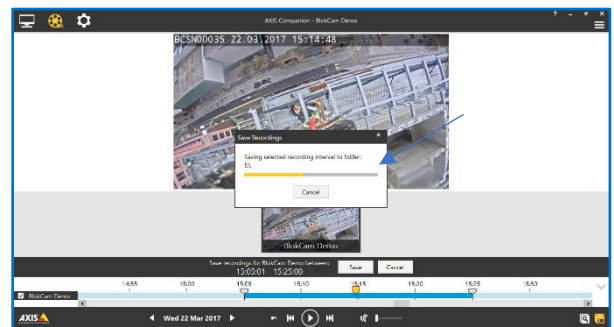 AXIS Companion - BlokCam Demo
BCSN00035 22.03.2017 15:14:48
Save Recordings
Saving selected recording interval to folder:
Cancel
BlokCam Demo
Save recordings for BlokCam Demo between:
15:05:01 15:25:00
Save
Cancel
14:55 15:00 15:05 15:10 15:15 15:20 15:25 15:30
BlokCam Demo
AXIS
Wed 22 Mar 2017